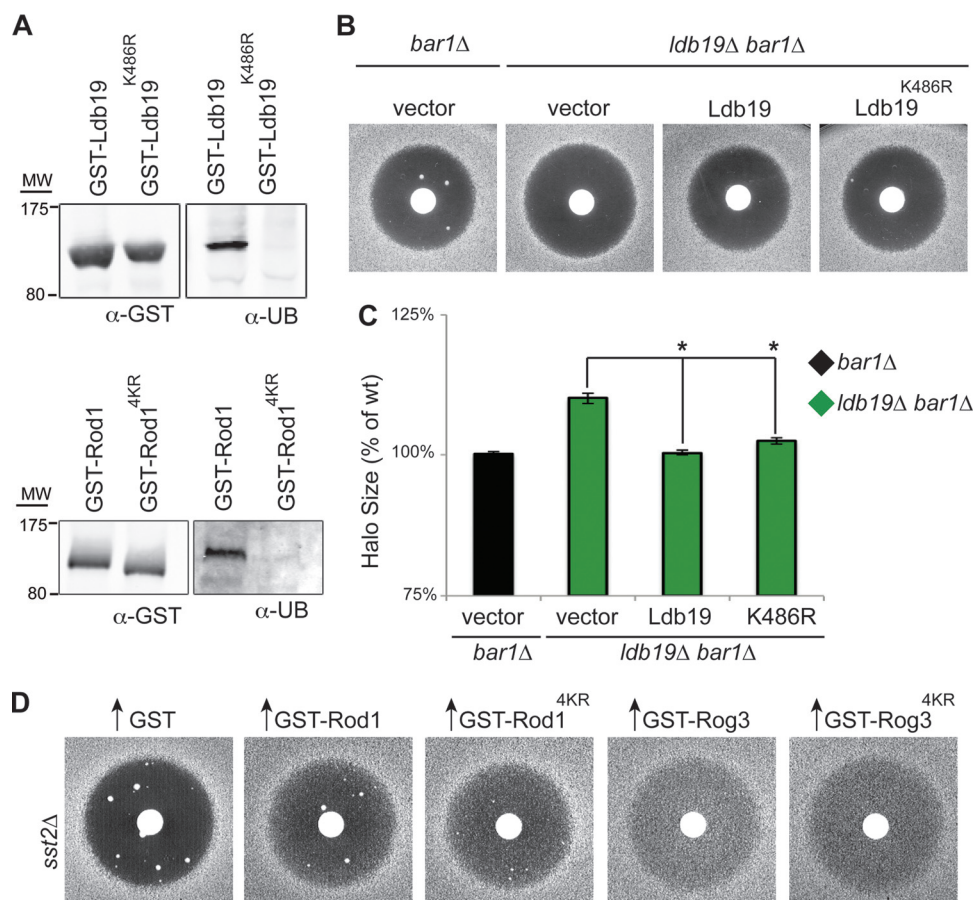 A
GST-Ldb19
GST-Ldb19 K486R
GST-Ldb19
GST-Ldb19 K486R
MW
175
80
α-GST
α-UB
GST-Rod1
GST-Rod1 4KR
GST-Rod1
GST-Rod1 4KR
MW
175
80
α-GST
α-UB
B
bar1Δ
ldb19Δ bar1Δ
vector
vector
Ldb19
Ldb19 K486R
C
125%
100%
75%
Halo Size (% of wt)
*
*
bar1Δ
ldb19Δ bar1Δ
vector
vector
Ldb19
K486R
bar1Δ
ldb19Δ bar1Δ
D
↑ GST
↑ GST-Rod1
↑ GST-Rod1 4KR
↑ GST-Rog3
↑ GST-Rog3 4KR
sst2Δ